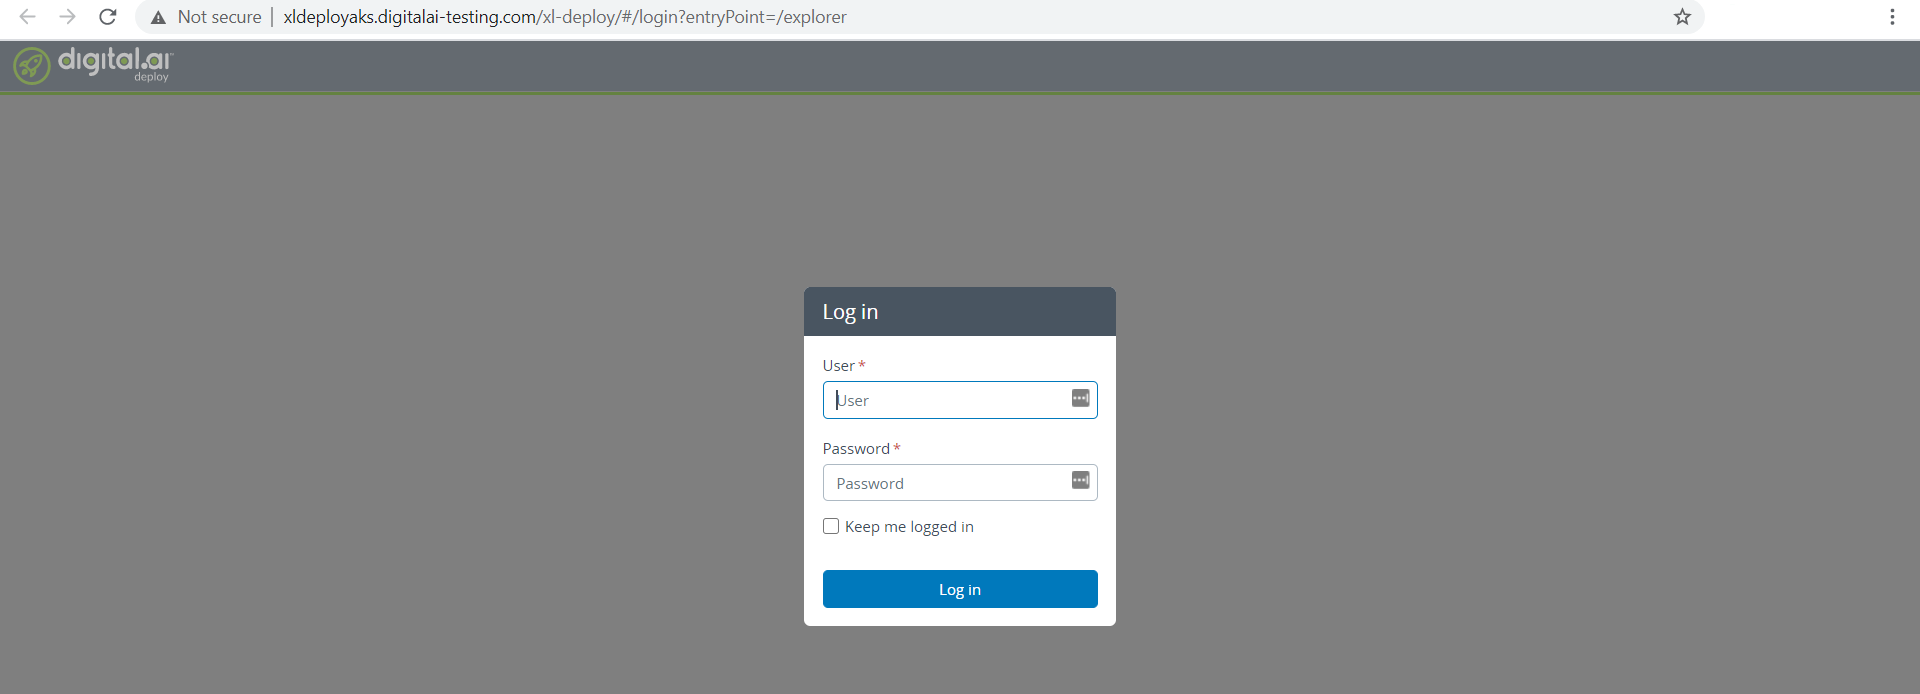 Not secure | xldeployaks.digitalai-testing.com/xl-deploy/#/login?entryPoint=/explorer
digital.ai™
deploy
Log in
User *
User
Password *
Password
Keep me logged in
Log in